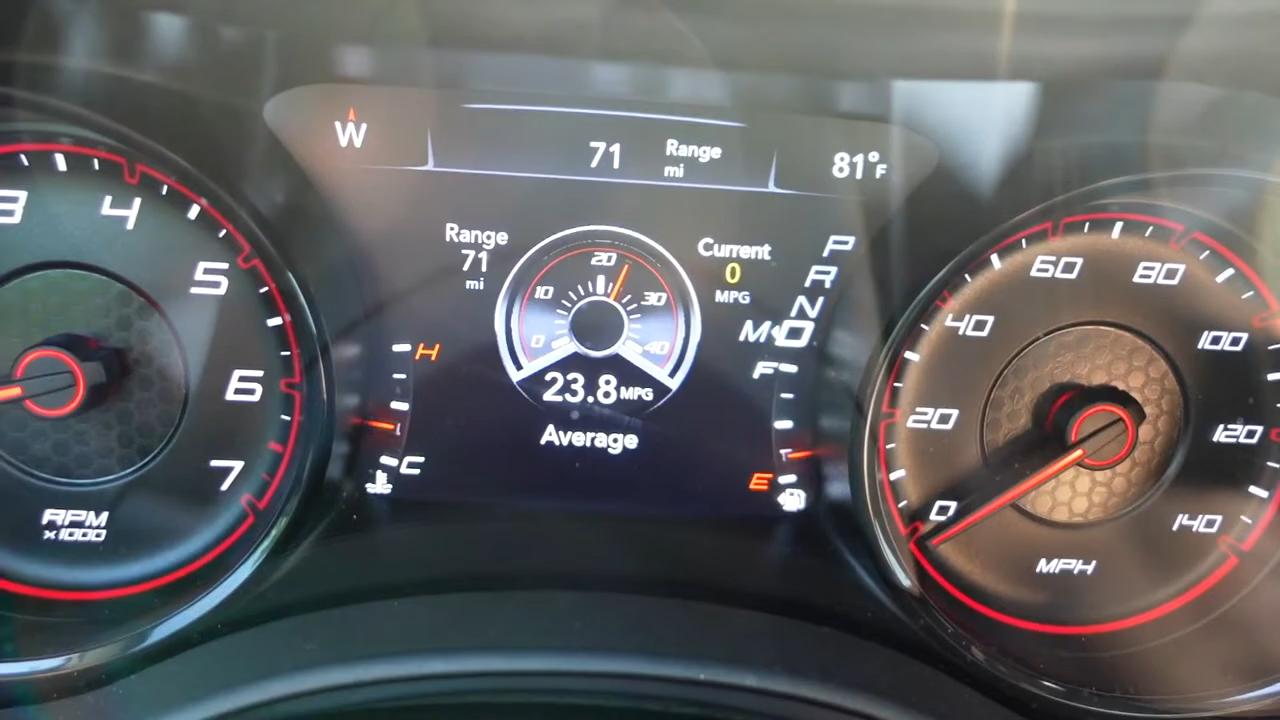 W
71 Range
mi
81°F
3
4
5
6
7
RPM
x1000
H
C
Range
71
mi
0
10
20
30
40
23.8 MPG
Average
Current
0
MPG
P
R
N
M D
F
E
0
20
40
60
80
100
120
140
MPH